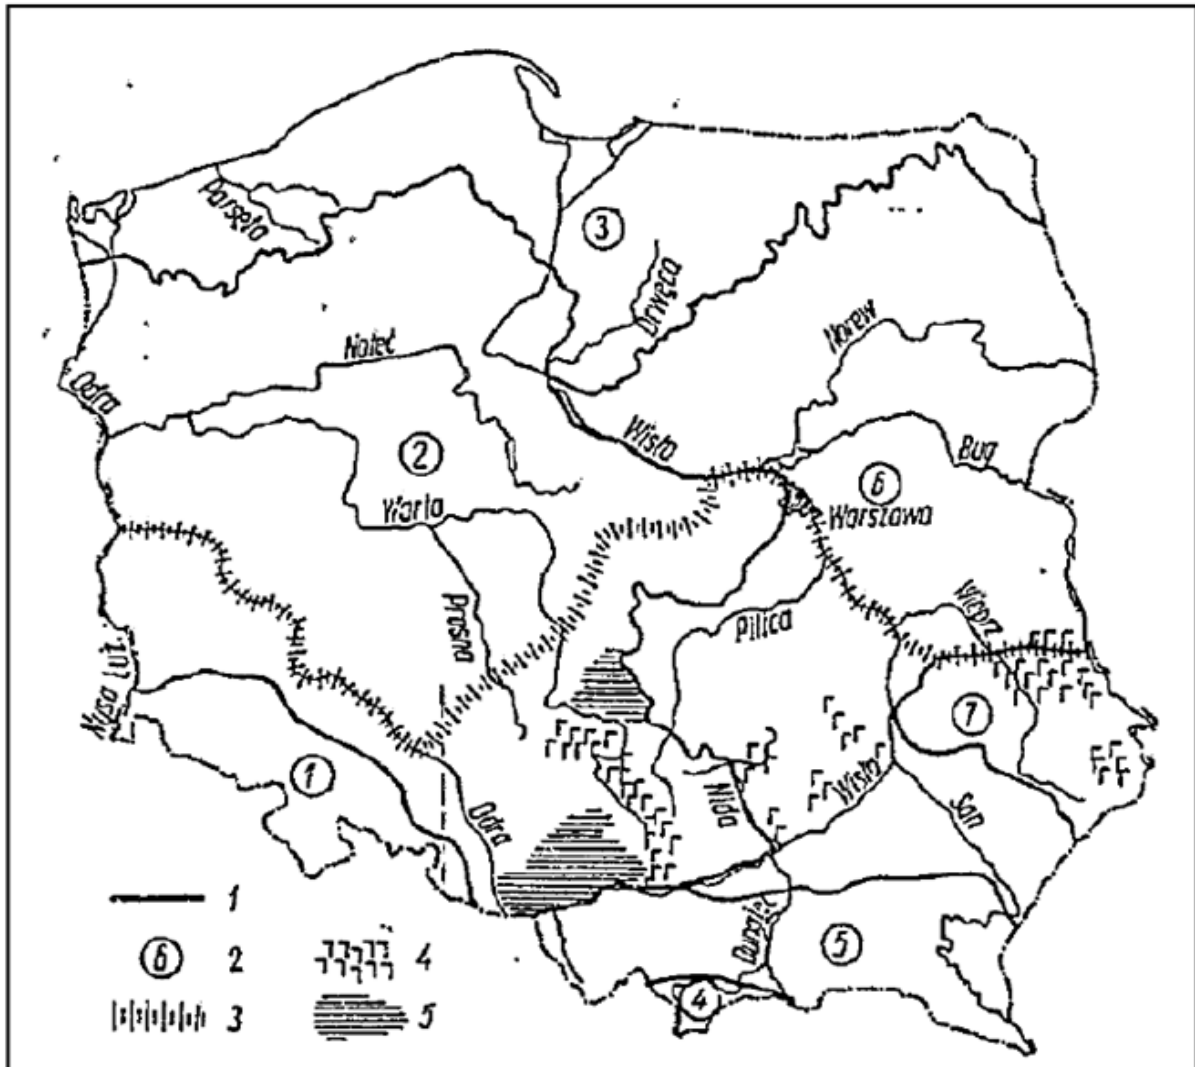 Parsęta
3
Drwęca
Noteć
Narew
Odra
2
Wisła
Bug
6
Warta
Warszawa
Prosna
Pilica
Wieprz
Nysa Łuż.
7
1
Odra
Nida
Wisła
San
Dunajec
5
4
1
6 2
3
4
5